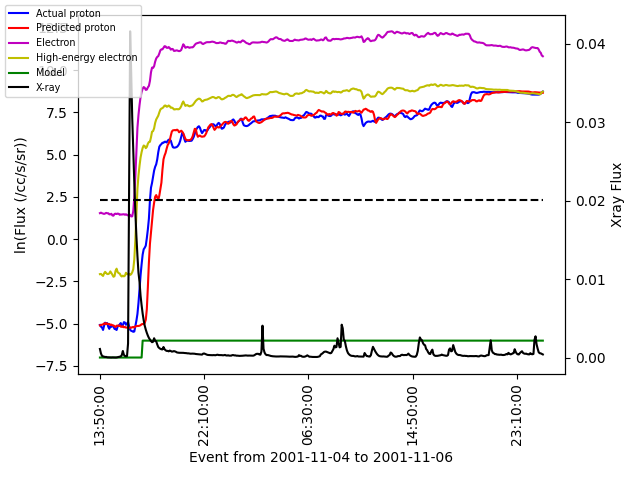 Actual proton
Predicted proton
Electron
High-energy electron
Model
X-ray
7.5
5.0
2.5
0.0
−2.5
−5.0
−7.5
ln(Flux (/cc/s/sr))
0.04
0.03
0.02
0.01
0.00
Xray Flux
13:50:00
22:10:00
06:30:00
14:50:00
23:10:00
Event from 2001-11-04 to 2001-11-06